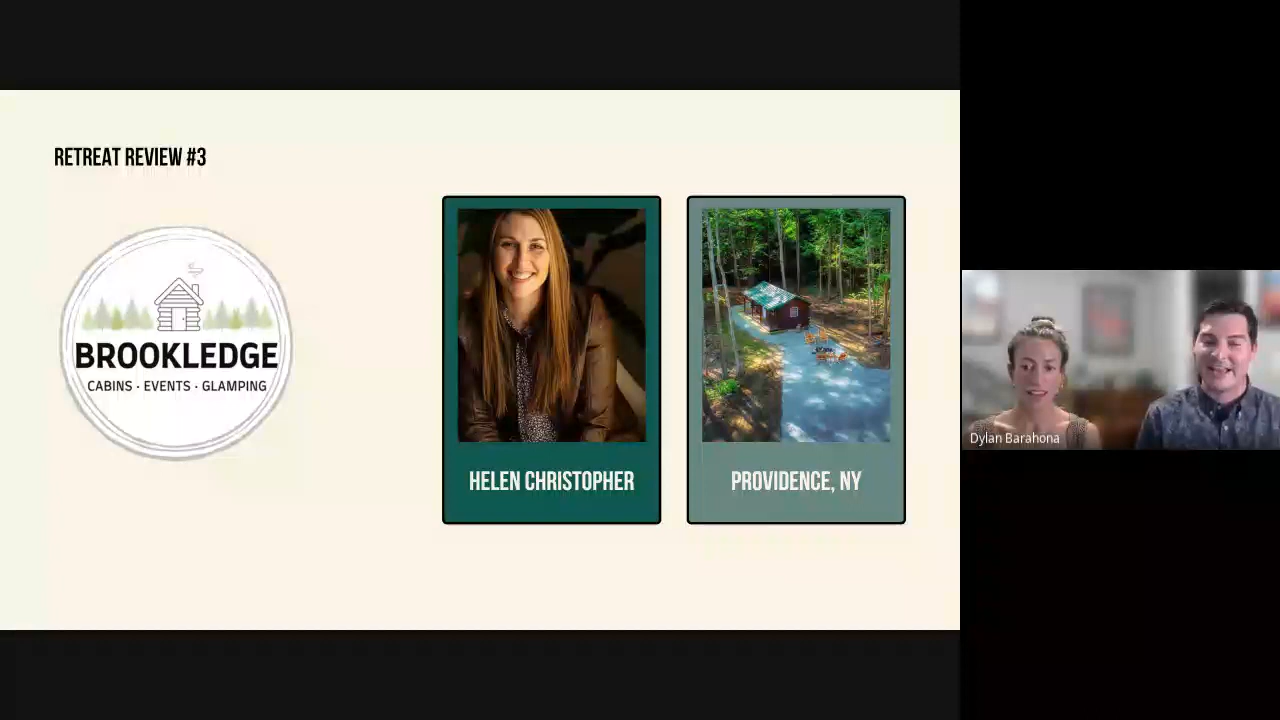 RETREAT REVIEW #3
BROOKLEDGE
CABINS · EVENTS · GLAMPING
HELEN CHRISTOPHER
PROVIDENCE, NY
Dylan Barahona